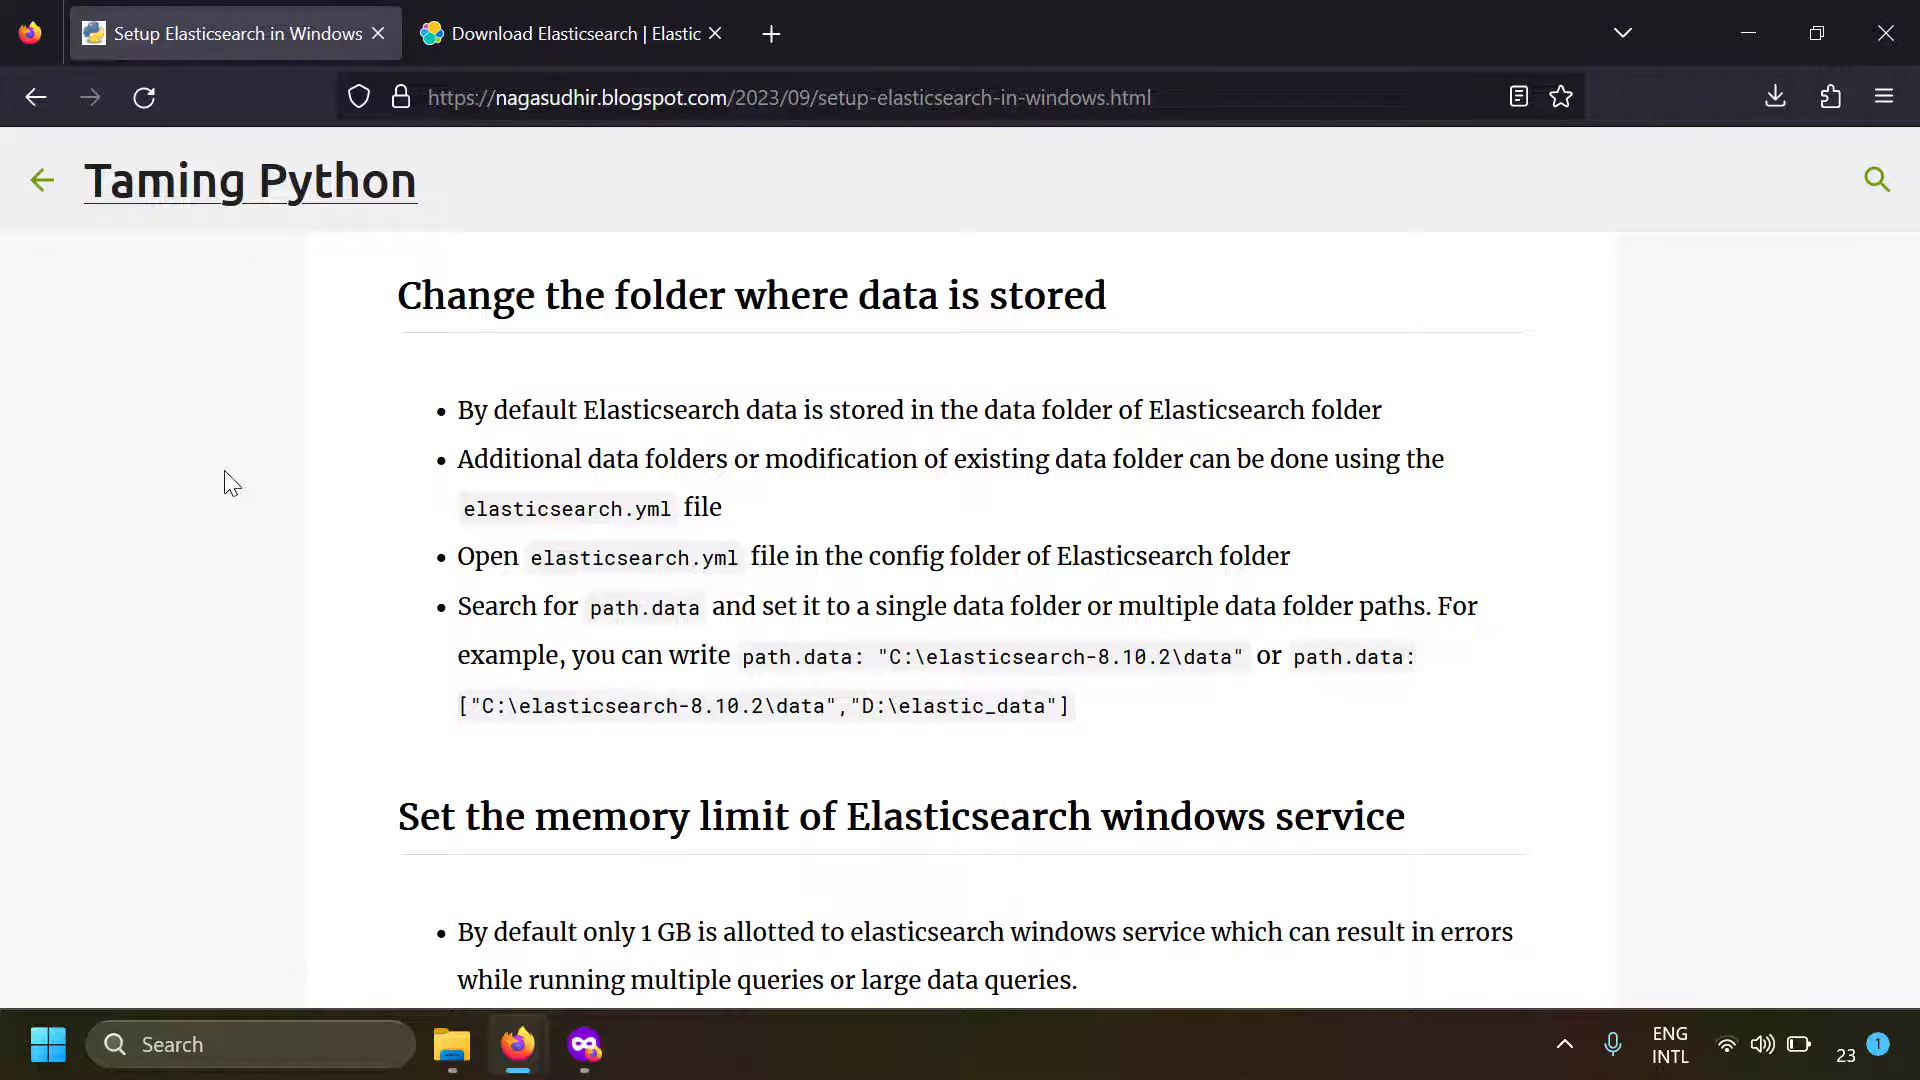 Setup Elasticsearch in Windows
Download Elasticsearch | Elastic
https://nagasudhir.blogspot.com/2023/09/setup-elasticsearch-in-windows.html
Taming Python
Change the folder where data is stored
By default Elasticsearch data is stored in the data folder of Elasticsearch folder
Additional data folders or modification of existing data folder can be done using the
elasticsearch.yml file
Open elasticsearch.yml file in the config folder of Elasticsearch folder
Search for path.data and set it to a single data folder or multiple data folder paths. For
example, you can write path.data: "C:\elasticsearch-8.10.2\data" or path.data:
["C:\elasticsearch-8.10.2\data","D:\elastic_data"]
Set the memory limit of Elasticsearch windows service
By default only 1 GB is allotted to elasticsearch windows service which can result in errors
while running multiple queries or large data queries.
Search
ENG
INTL
23
1